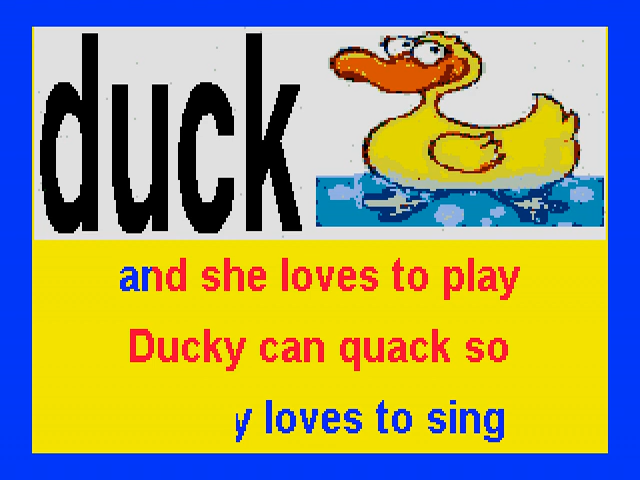 duck
and she loves to play
Ducky can quack so
y loves to sing